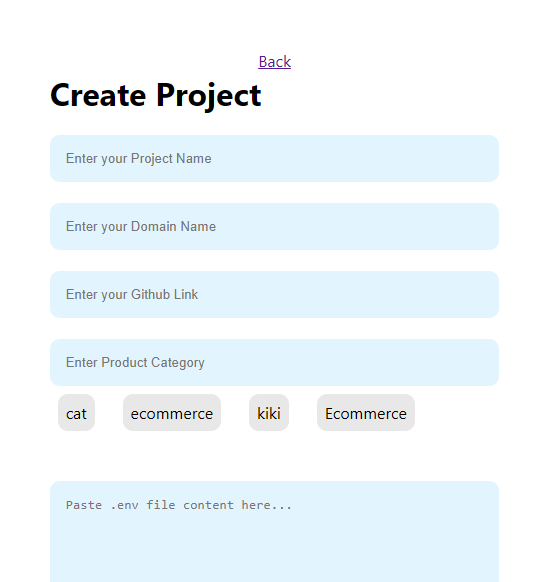 Back
Create Project
Enter your Project Name
Enter your Domain Name
Enter your Github Link
Enter Product Category
cat ecommerce kiki Ecommerce
Paste .env file content here...